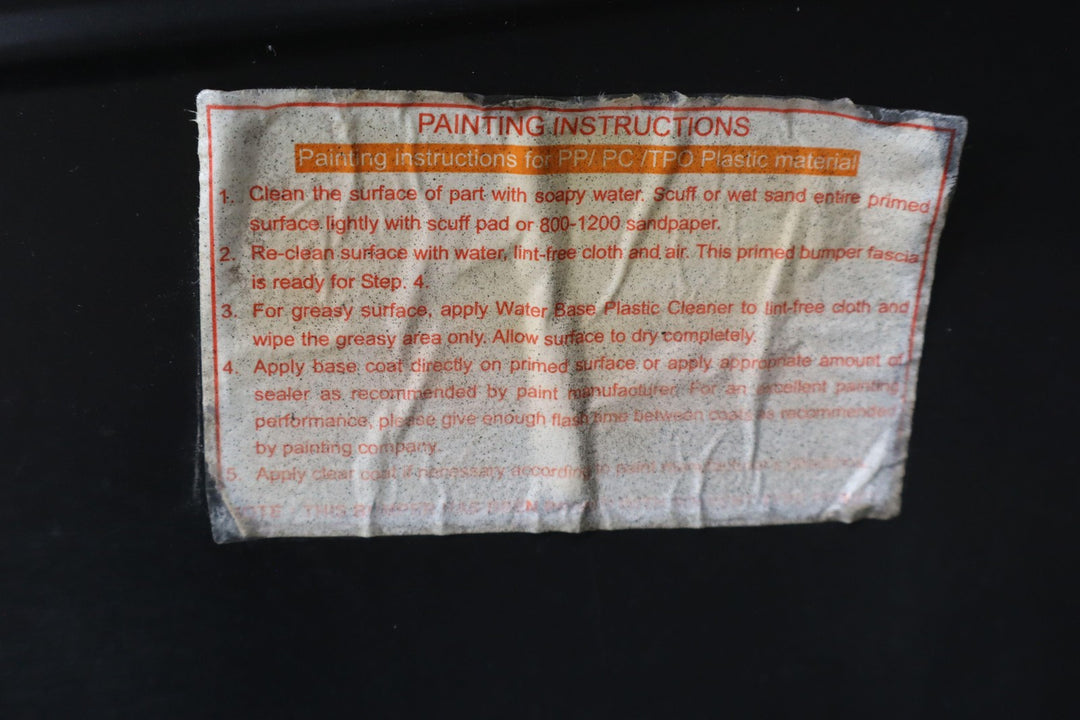 PAINTING INSTRUCTIONS
Painting instructions for PP/ PC /TPO Plastic material
1. Clean the surface of part with soapy water. Scuff or wet sand entire primed
surface lightly with scuff pad or 800-1200 sandpaper.
2. Re-clean surface with water, lint-free cloth and air. This primed bumper fascia
is ready for Step. 4.
3. For greasy surface, apply Water Base Plastic Cleaner to lint-free cloth and
wipe the greasy area only. Allow surface to dry completely.
4. Apply base coat directly on primed surface or apply appropriate amount of
sealer as recommended by paint manufacturer. For an excellent painting
performance, please give enough flash time between coats as recommended
by painting company.
5. Apply clear coat if necessary according to paint
THIS